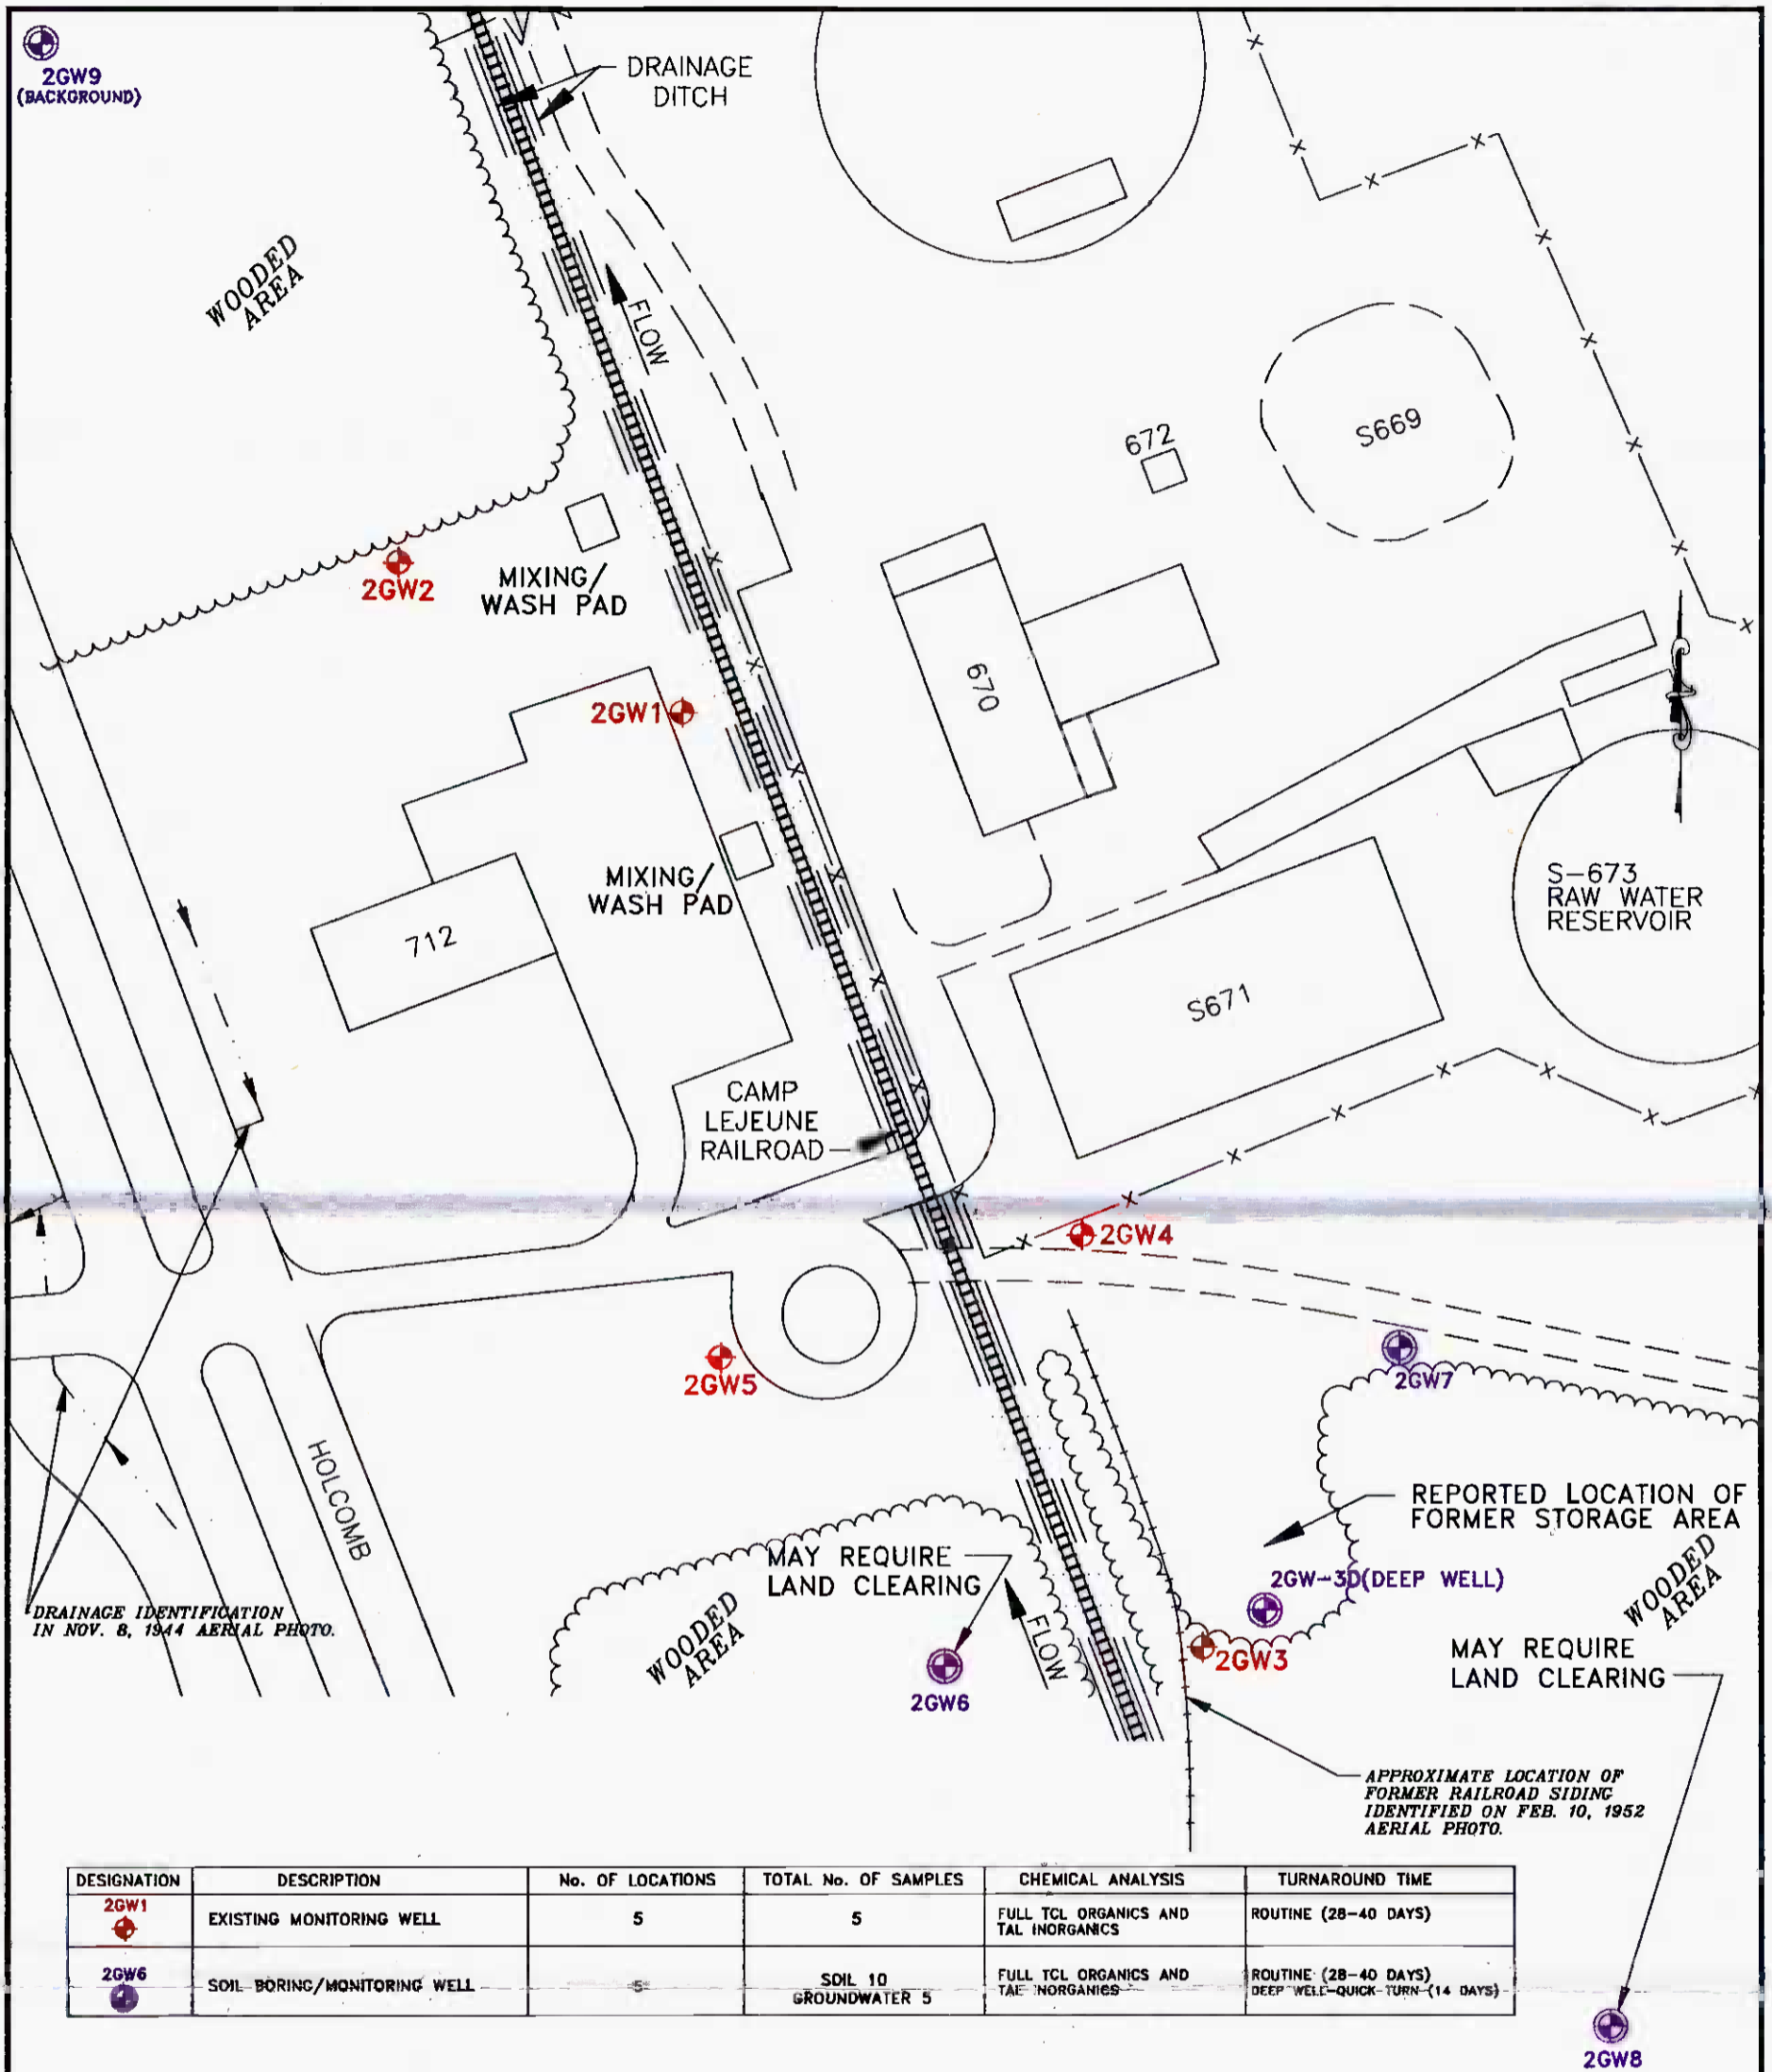 2GW9
(BACKGROUND)
DRAINAGE
DITCH
WOODED
AREA
FLOW
672
S669
2GW2
MIXING/
WASH PAD
2GW1
670
MIXING/
WASH PAD
712
S-673
RAW WATER
RESERVOIR
S671
CAMP
LEJEUNE
RAILROAD
2GW4
2GW5
2GW7
HOLCOMB
REPORTED LOCATION OF
FORMER STORAGE AREA
MAY REQUIRE
LAND CLEARING
2GW-3D(DEEP WELL)
WOODED
AREA
DRAINAGE IDENTIFICATION
IN NOV. 8, 1944 AERIAL PHOTO.
WOODED
AREA
FLOW
2GW3
MAY REQUIRE
LAND CLEARING
2GW6
APPROXIMATE LOCATION OF
FORMER RAILROAD SIDING
IDENTIFIED ON FEB. 10, 1952
AERIAL PHOTO.
DESIGNATION DESCRIPTION No. OF LOCATIONS TOTAL No. OF SAMPLES CHEMICAL ANALYSIS TURNAROUND TIME
2GW1 EXISTING MONITORING WELL 5 5 FULL TCL ORGANICS AND ROUTINE (28-40 DAYS)
TAL INORGANICS
2GW6 SOIL BORING/MONITORING WELL 5 SOIL 10 FULL TCL ORGANICS AND ROUTINE (28-40 DAYS)
GROUNDWATER 5 TAL INORGANICS DEEP WELL-QUICK TURN (14 DAYS)
2GW8